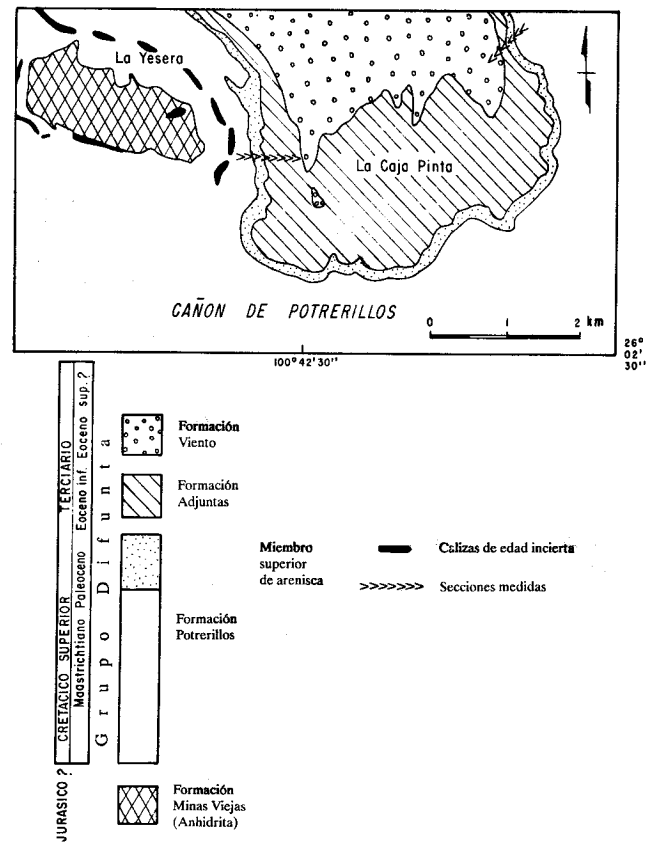 La Yesera
La Caja Pinta
CAÑON DE POTRERILLOS
0 1 2 km
100° 42' 30"
26°
02'
30"
JURASICO ?
CRETACICO SUPERIOR TERCIARIO
Maastrichtiano Paleoceno Eoceno inf. Eoceno sup.?
Grupo Difunta
Formación
Viento
Formación
Adjuntas
Miembro
superior
de arenisca
Formación
Potrerillos
Formación
Minas Viejas
(Anhidrita)
Calizas de edad incierta
Secciones medidas